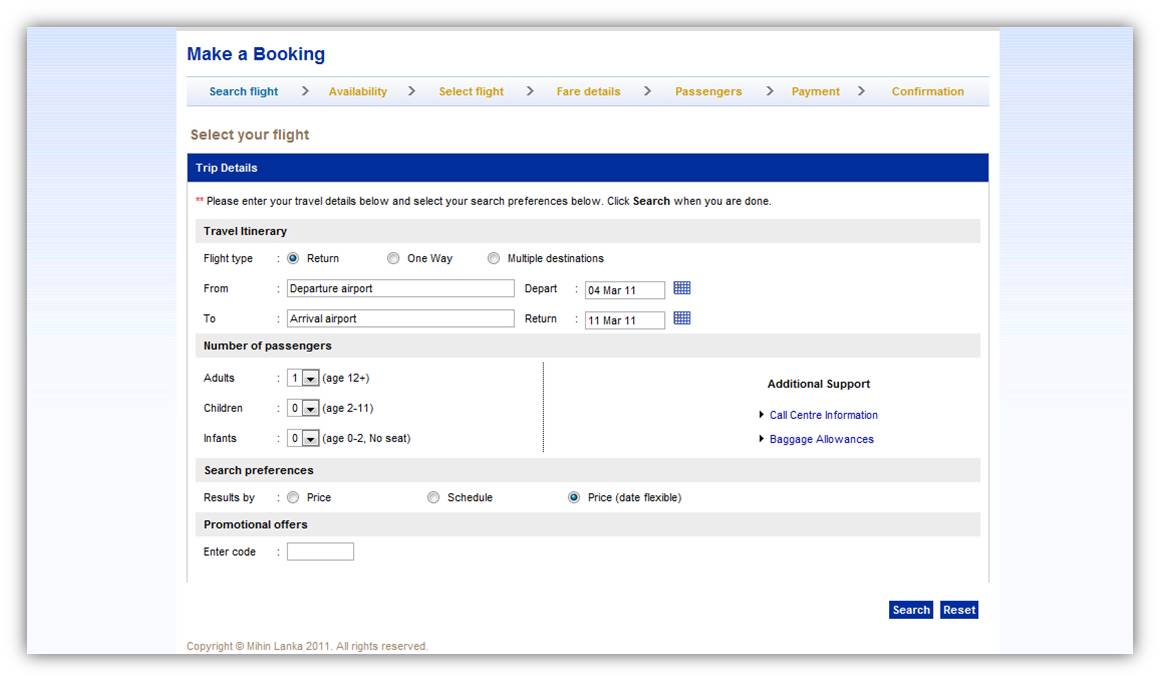 Make a Booking
Search flight > Availability > Select flight > Fare details > Passengers > Payment > Confirmation
Select your flight
Trip Details
** Please enter your travel details below and select your search preferences below. Click Search when you are done.
Travel Itinerary
Flight type : Return One Way Multiple destinations
From : Departure airport Depart : 04 Mar 11
To : Arrival airport Return : 11 Mar 11
Number of passengers
Adults : 1 (age 12+)
Children : 0 (age 2-11)
Infants : 0 (age 0-2, No seat)
Additional Support
Call Centre Information
Baggage Allowances
Search preferences
Results by : Price Schedule Price (date flexible)
Promotional offers
Enter code :
Search Reset
Copyright © Mihin Lanka 2011. All rights reserved.